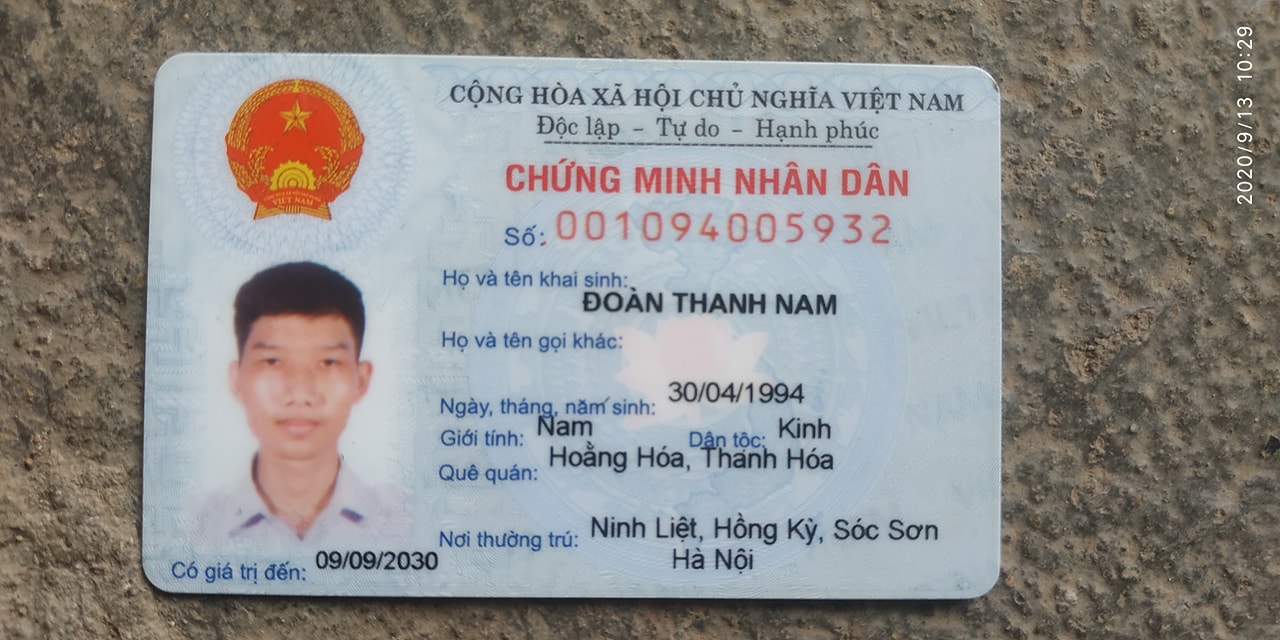 CỘNG HÒA XÃ HỘI CHỦ NGHĨA VIỆT NAM
Độc lập - Tự do - Hạnh phúc
CHỨNG MINH NHÂN DÂN
Số: 001094005932
Họ và tên khai sinh:
ĐOÀN THANH NAM
Họ và tên gọi khác:
Ngày, tháng, năm sinh: 30/04/1994
Giới tính: Nam Dân tộc: Kinh
Quê quán: Hoằng Hóa, Thanh Hóa
Nơi thường trú: Ninh Liệt, Hồng Kỳ, Sóc Sơn
Hà Nội
Có giá trị đến: 09/09/2030
VIỆT NAM
2020/9/13 10:29